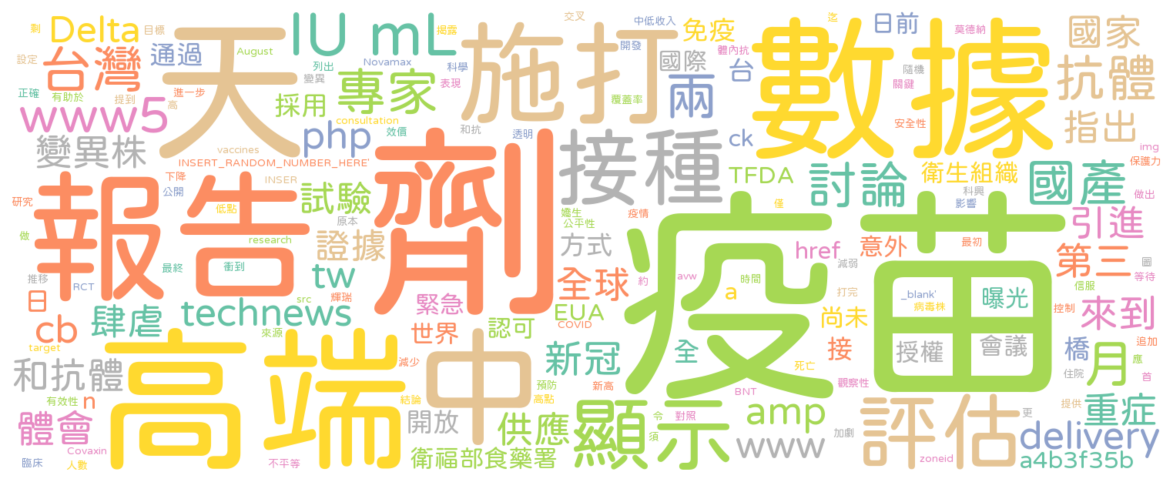 Delta
天
IU mL
施打
數據
國家
台灣
通過
August
揭露
Novamax
科學
表現
列出
變異
交叉
開發
中低收入
免疫
國際
台
兩
日前
莫德納
體內抗
隨機
關鍵
迄
剩
目標
設定
正確
有助於
提到
進一步
高
www5
採用
專家
效價
consultation
和抗
覆蓋率
透明
抗體
指出
安全性
img
保護力
php
接種
ck
變異株
vaccines
INSERT_RANDOM_NUMBER_HERE'
下降
公開
INSER
低點
試驗
原本
TFDA
討論
衛生組織
科興
影響
國產
做出
僅
引進
研究
做
報告
劑
疫苗
嬌生
公平性
疫情
證據
research
方式
href
意外
最初
第三
圖
等待
信服
減弱
最終
衝到
推移
RCT
tw
src
輝瑞
緊急
全球
約
avw
時間
a
_blank'
病毒株
曝光
控制
日
technews
EUA
COVID
打完
尚未
來到
追加
cb
肆虐
來源
世界
認可
全
接
授權
會議
橋
月
應
首
target
高端
中
減少
新冠
死亡
住院
和抗體
結論
預防
新高
高點
BNT
有效性
n
開放
供應
顯示
令
對照
須
amp
評估
更
提供
重症
體會
加劇
www
delivery
臨床
Covaxin
人數
不平等
衛福部食藥署
zoneid
a4b3f35b